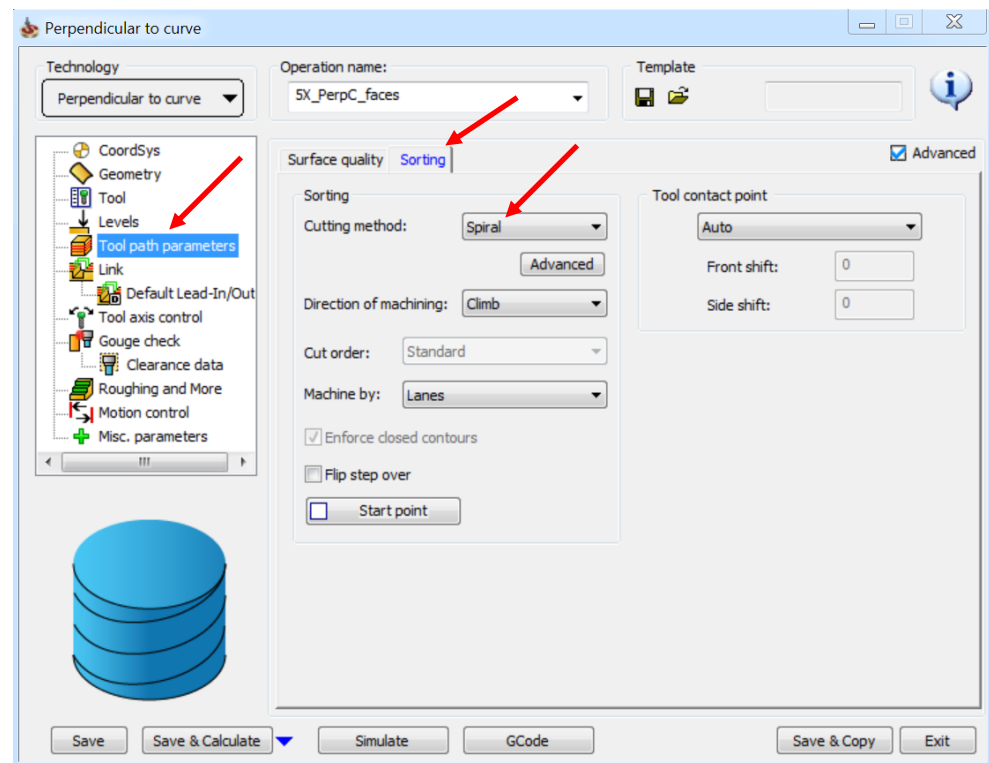 Perpendicular to curve
Technology
Perpendicular to curve
Operation name:
5X_PerpC_faces
Template
CoordSys
Geometry
Tool
Levels
Tool path parameters
Link
Default Lead-In/Out
Tool axis control
Gouge check
Clearance data
Roughing and More
Motion control
Misc. parameters
Surface quality
Sorting
Advanced
Sorting
Cutting method:
Spiral
Advanced
Direction of machining:
Climb
Cut order:
Standard
Machine by:
Lanes
Enforce closed contours
Flip step over
Start point
Tool contact point
Auto
Front shift:
0
Side shift:
0
Save
Save & Calculate
Simulate
GCode
Save & Copy
Exit